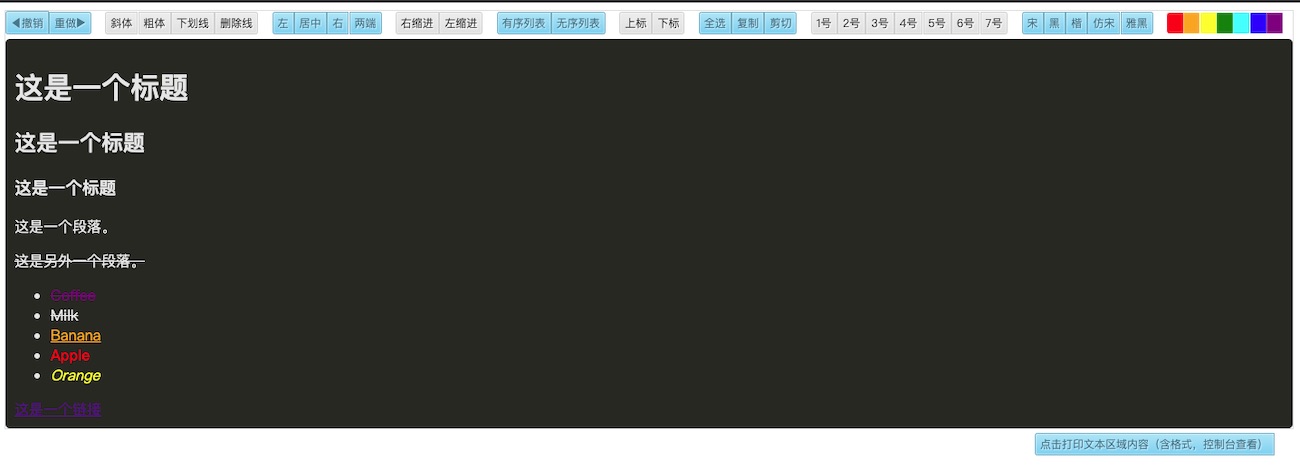 ◀撤销 重做▶ 斜体 粗体 下划线 删除线 左 居中 右 两端 右缩进 左缩进 有序列表 无序列表 上标 下标 全选 复制 剪切 1号 2号 3号 4号 5号 6号 7号 宋 黑 楷 仿宋 雅黑
这是一个标题
这是一个标题
这是一个标题
这是一个段落。
这是另外一个段落。
• Coffee
• Milk
• Banana
• Apple
• Orange
这是一个链接
点击打印文本区域内容（含格式，控制台查看）